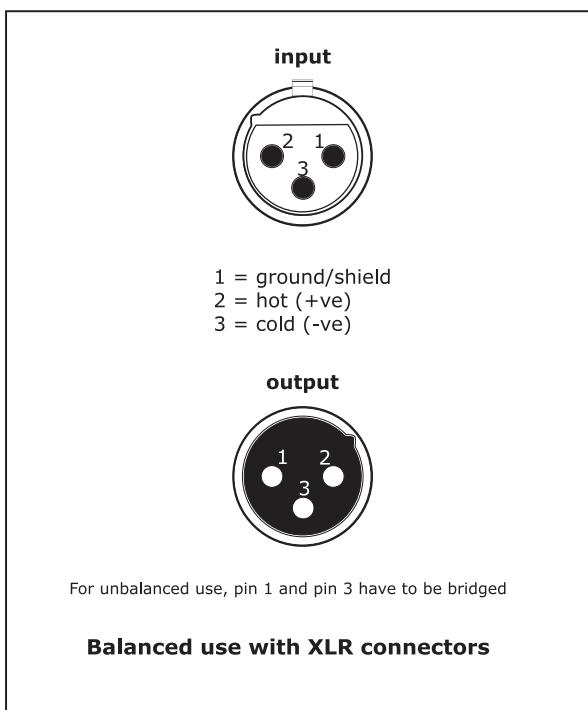 input
2 1
3
1 = ground/shield
2 = hot (+ve)
3 = cold (-ve)
output
1 2
3
For unbalanced use, pin 1 and pin 3 have to be bridged
Balanced use with XLR connectors